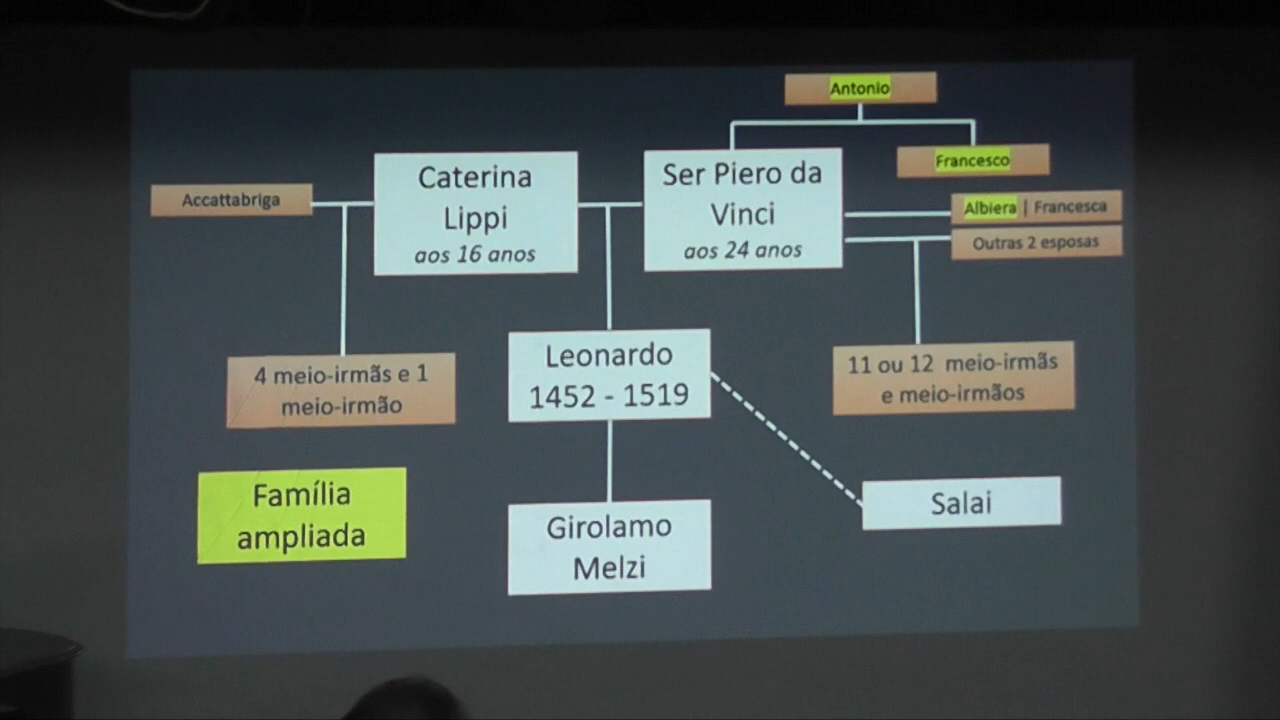 Antonio
Francesco
Accattabriga
Caterina
Lippi
aos 16 anos
Ser Piero da
Vinci
aos 24 anos
Albiera | Francesca
Outras 2 esposas
4 meio-irmãs e 1
meio-irmão
Leonardo
1452 - 1519
11 ou 12 meio-irmãs
e meio-irmãos
Família
ampliada
Girolamo
Melzi
Salai